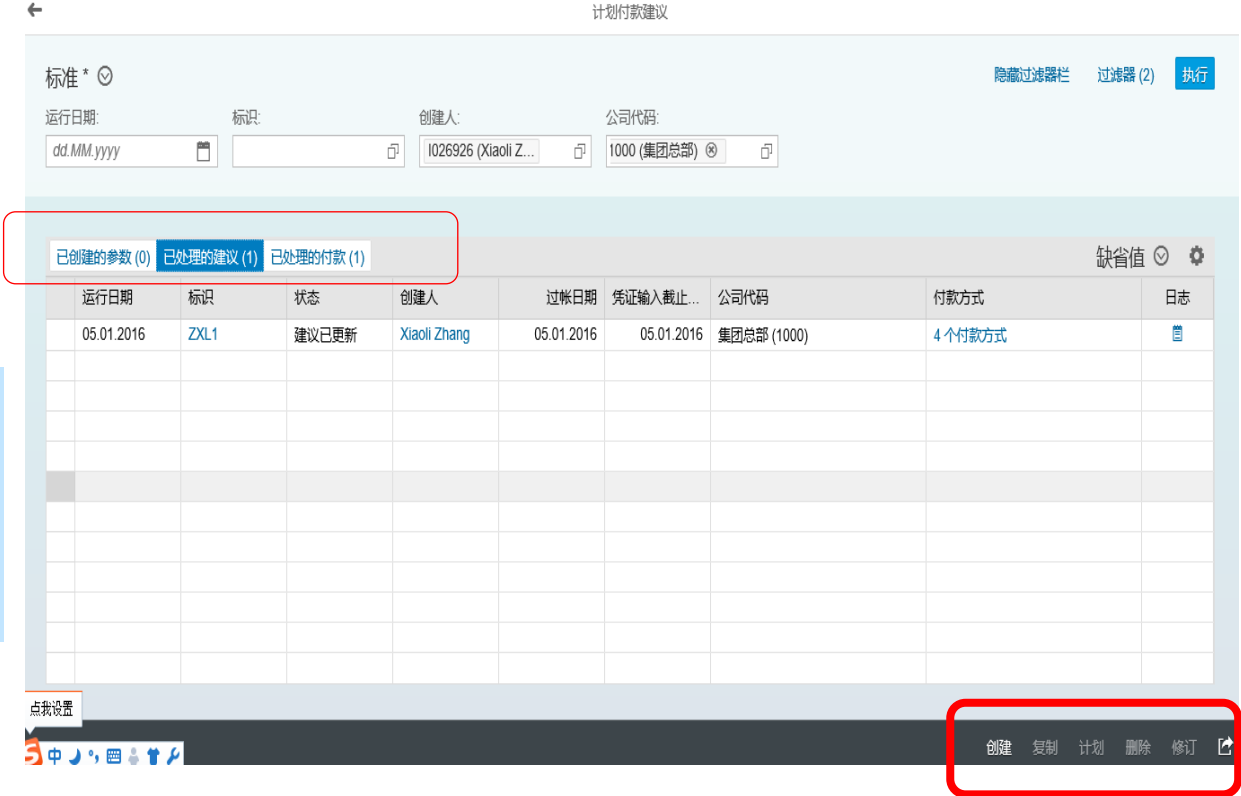 计划付款建议
标准 *
隐藏过滤器栏 过滤器 (2) 执行
运行日期: 标识: 创建人: 公司代码:
dd.MM.yyyy I026926 (Xiaoli Z... 1000 (集团总部)
已创建的参数 (0) 已处理的建议 (1) 已处理的付款 (1) 缺省值
运行日期 标识 状态 创建人 过帐日期 凭证输入截止... 公司代码 付款方式 日志
05.01.2016 ZXL1 建议已更新 Xiaoli Zhang 05.01.2016 05.01.2016 集团总部 (1000) 4 个付款方式
点我设置
中
创建 复制 计划 删除 修订